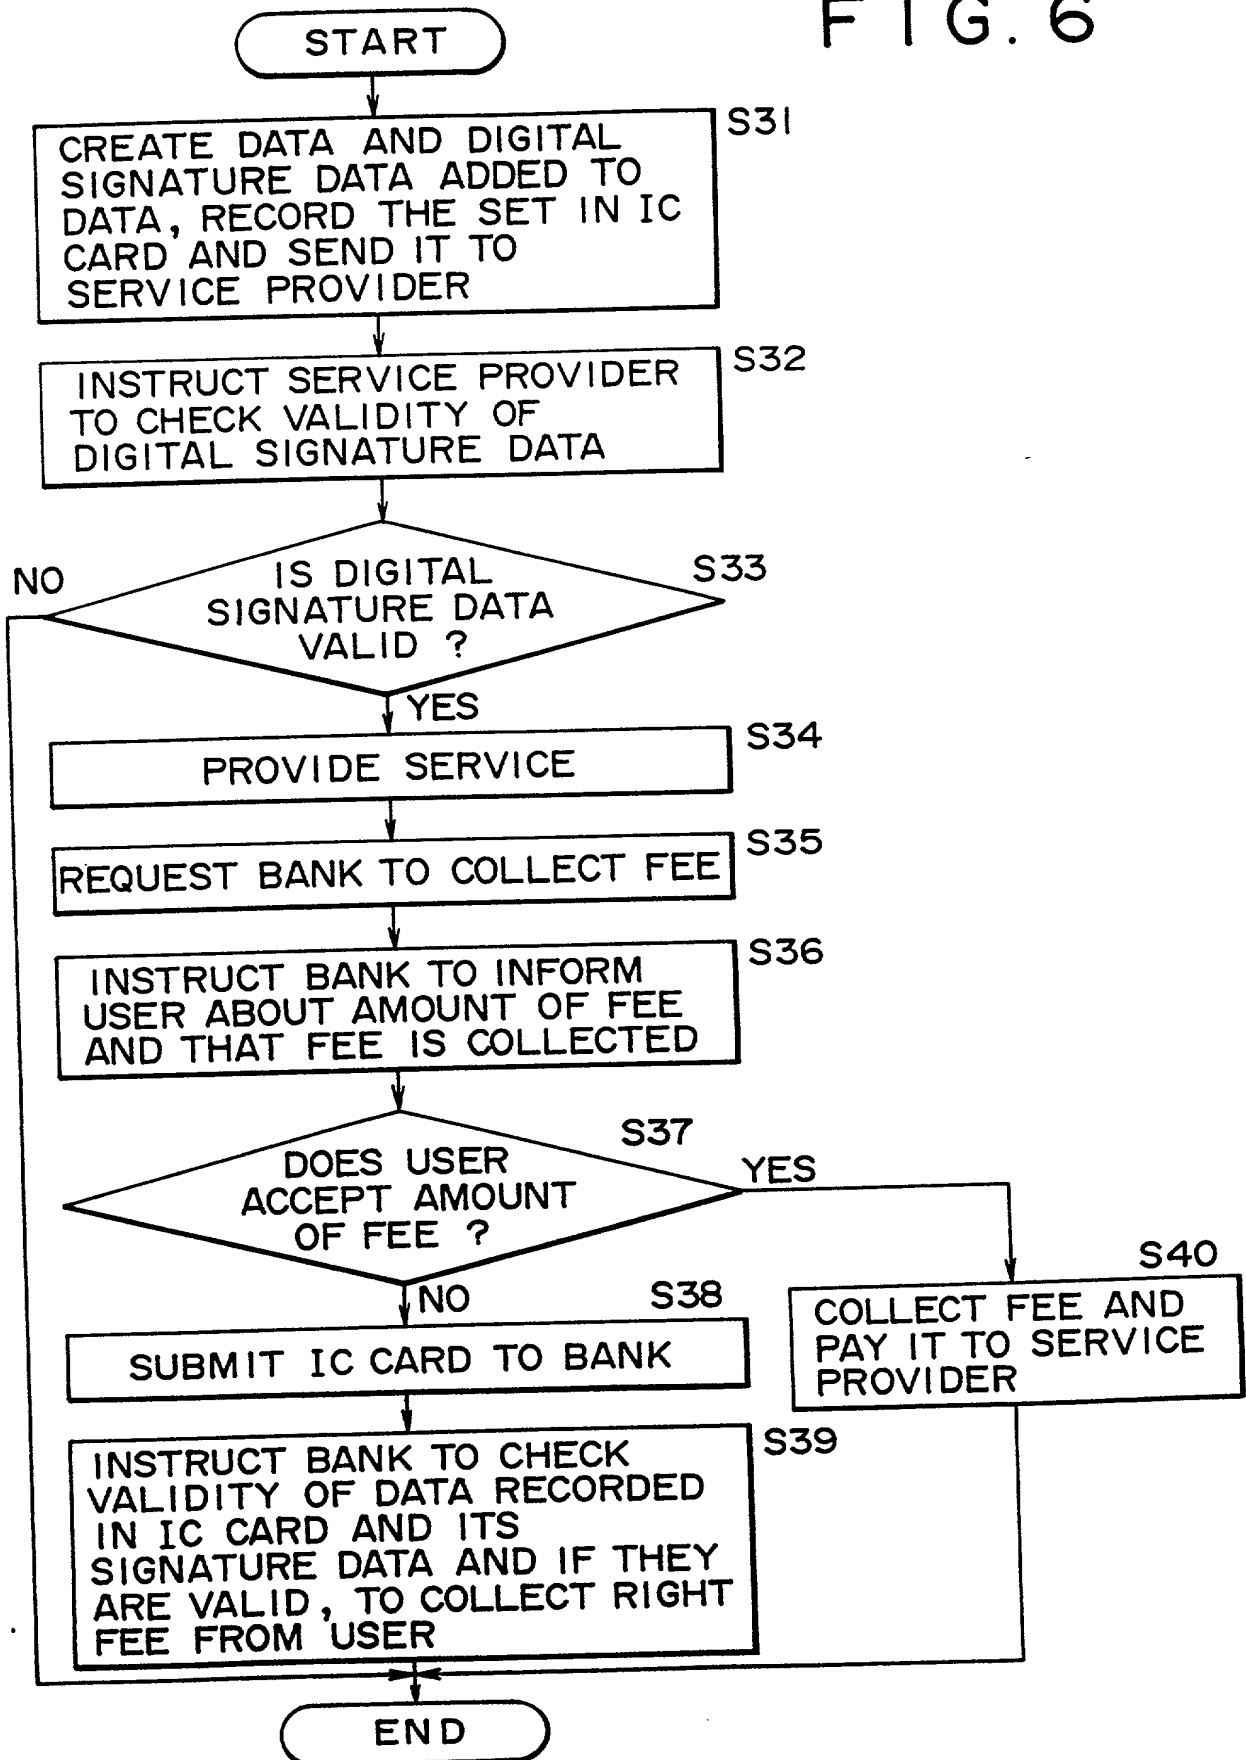 FIG. 6
START
S31
CREATE DATA AND DIGITAL
SIGNATURE DATA ADDED TO
DATA, RECORD THE SET IN IC
CARD AND SEND IT TO
SERVICE PROVIDER
S32
INSTRUCT SERVICE PROVIDER
TO CHECK VALIDITY OF
DIGITAL SIGNATURE DATA
S33
IS DIGITAL
SIGNATURE DATA
VALID ?
NO
YES
S34
PROVIDE SERVICE
S35
REQUEST BANK TO COLLECT FEE
S36
INSTRUCT BANK TO INFORM
USER ABOUT AMOUNT OF FEE
AND THAT FEE IS COLLECTED
S37
DOES USER
ACCEPT AMOUNT
OF FEE ?
YES
NO
S38
SUBMIT IC CARD TO BANK
S40
COLLECT FEE AND
PAY IT TO SERVICE
PROVIDER
S39
INSTRUCT BANK TO CHECK
VALIDITY OF DATA RECORDED
IN IC CARD AND ITS
SIGNATURE DATA AND IF THEY
ARE VALID, TO COLLECT RIGHT
FEE FROM USER
END